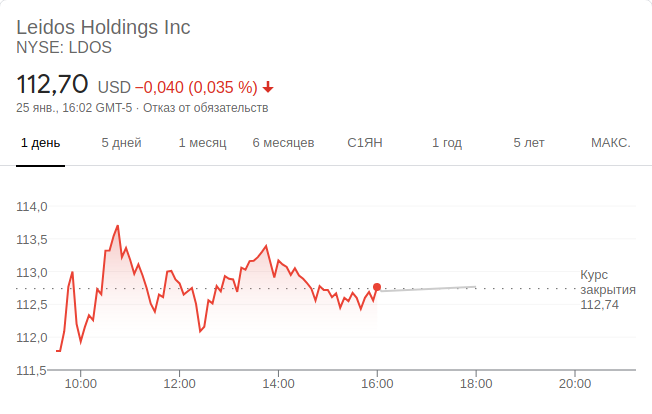 Leidos Holdings Inc
NYSE: LDOS
112,70 USD −0,040 (0,035 %)
25 янв., 16:02 GMT-5 · Отказ от обязательств
1 день 5 дней 1 месяц 6 месяцев С1ЯН 1 год 5 лет МАКС.
114,0
113,5
113,0
112,5
112,0
111,5
Курс
закрытия
112,74
10:00 12:00 14:00 16:00 18:00 20:00